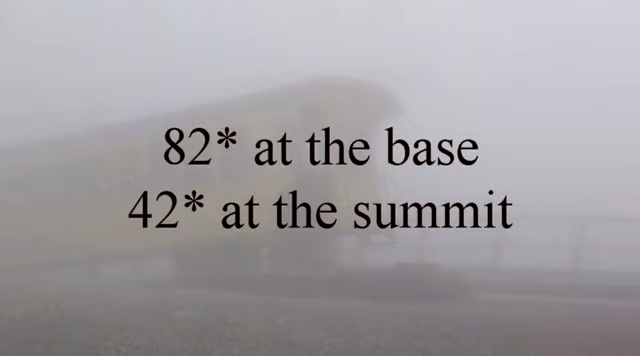 82* at the base
42* at the summit